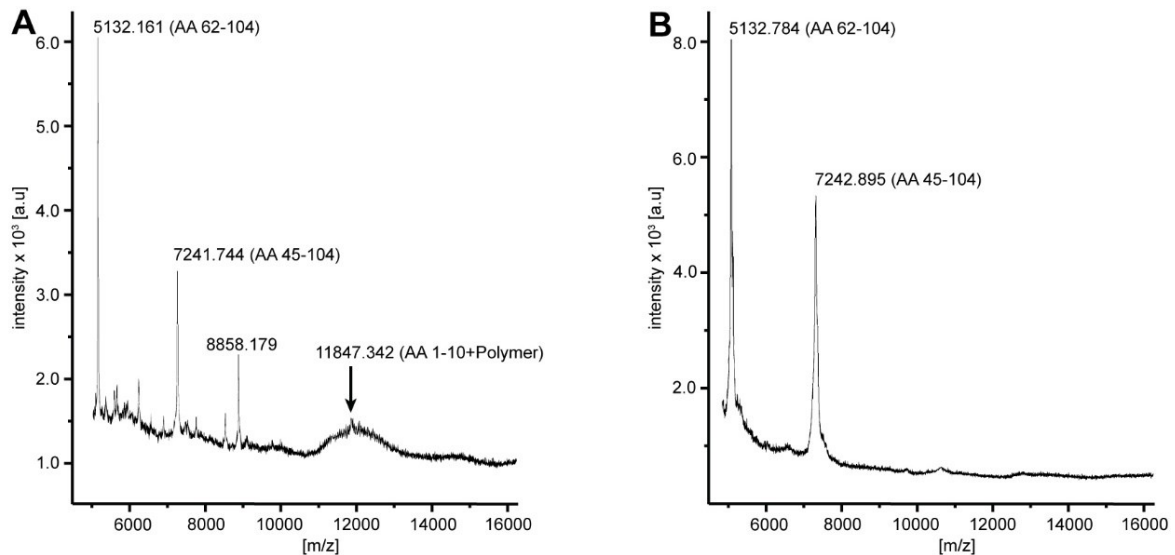 A
5132.161 (AA 62-104)
6.0
5.0
4.0
7241.744 (AA 45-104)
3.0
8858.179
11847.342 (AA 1-10+Polymer)
2.0
1.0
intensity x 10³ [a.u]
6000 8000 10000 12000 14000 16000
[m/z]
B
5132.784 (AA 62-104)
8.0
6.0
7242.895 (AA 45-104)
4.0
2.0
intensity x 10³ [a.u]
6000 8000 10000 12000 14000 16000
[m/z]